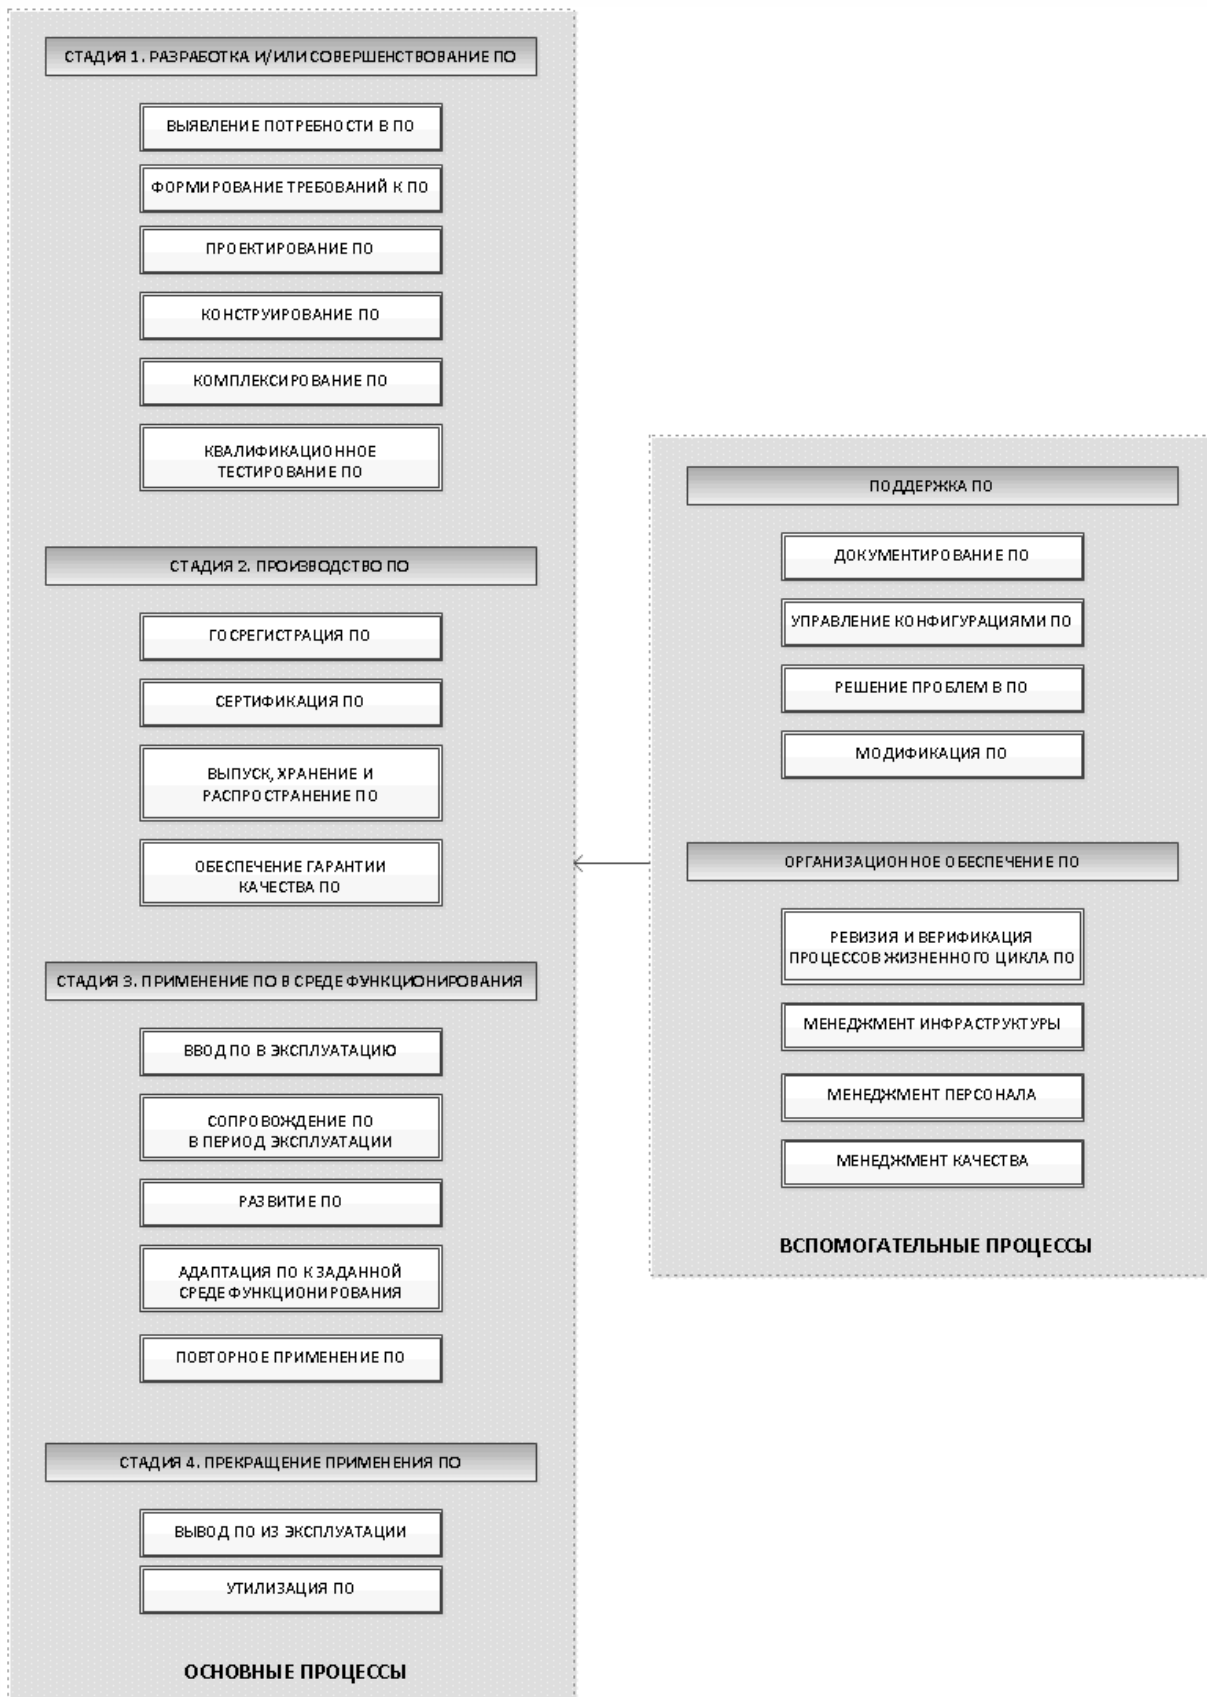 СТАДИЯ 1. РАЗРАБОТКА И/ИЛИ СОВЕРШЕНСТВОВАНИЕ ПО
ВЫЯВЛЕНИЕ ПОТРЕБНОСТИ В ПО
ФОРМИРОВАНИЕ ТРЕБОВАНИЙ К ПО
ПРОЕКТИРОВАНИЕ ПО
КОНСТРУИРОВАНИЕ ПО
КОМПЛЕКСИРОВАНИЕ ПО
КВАЛИФИКАЦИОННОЕ
ТЕСТИРОВАНИЕ ПО
СТАДИЯ 2. ПРОИЗВОДСТВО ПО
ГОСРЕГИСТРАЦИЯ ПО
СЕРТИФИКАЦИЯ ПО
ВЫПУСК, ХРАНЕНИЕ И
РАСПРОСТРАНЕНИЕ ПО
ОБЕСПЕЧЕНИЕ ГАРАНТИИ
КАЧЕСТВА ПО
СТАДИЯ 3. ПРИМЕНЕНИЕ ПО В СРЕДЕ ФУНКЦИОНИРОВАНИЯ
ВВОД ПО В ЭКСПЛУАТАЦИЮ
СОПРОВОЖДЕНИЕ ПО
В ПЕРИОД ЭКСПЛУАТАЦИИ
РАЗВИТИЕ ПО
АДАПТАЦИЯ ПО К ЗАДАННОЙ
СРЕДЕ ФУНКЦИОНИРОВАНИЯ
ПОВТОРНОЕ ПРИМЕНЕНИЕ ПО
СТАДИЯ 4. ПРЕКРАЩЕНИЕ ПРИМЕНЕНИЯ ПО
ВЫВОД ПО ИЗ ЭКСПЛУАТАЦИИ
УТИЛИЗАЦИЯ ПО
ОСНОВНЫЕ ПРОЦЕССЫ
ПОДДЕРЖКА ПО
ДОКУМЕНТИРОВАНИЕ ПО
УПРАВЛЕНИЕ КОНФИГУРАЦИЯМИ ПО
РЕШЕНИЕ ПРОБЛЕМ В ПО
МОДИФИКАЦИЯ ПО
ОРГАНИЗАЦИОННОЕ ОБЕСПЕЧЕНИЕ ПО
РЕВИЗИЯ И ВЕРИФИКАЦИЯ
ПРОЦЕССОВ ЖИЗНЕННОГО ЦИКЛА ПО
МЕНЕДЖМЕНТ ИНФРАСТРУКТУРЫ
МЕНЕДЖМЕНТ ПЕРСОНАЛА
МЕНЕДЖМЕНТ КАЧЕСТВА
ВСПОМОГАТЕЛЬНЫЕ ПРОЦЕССЫ